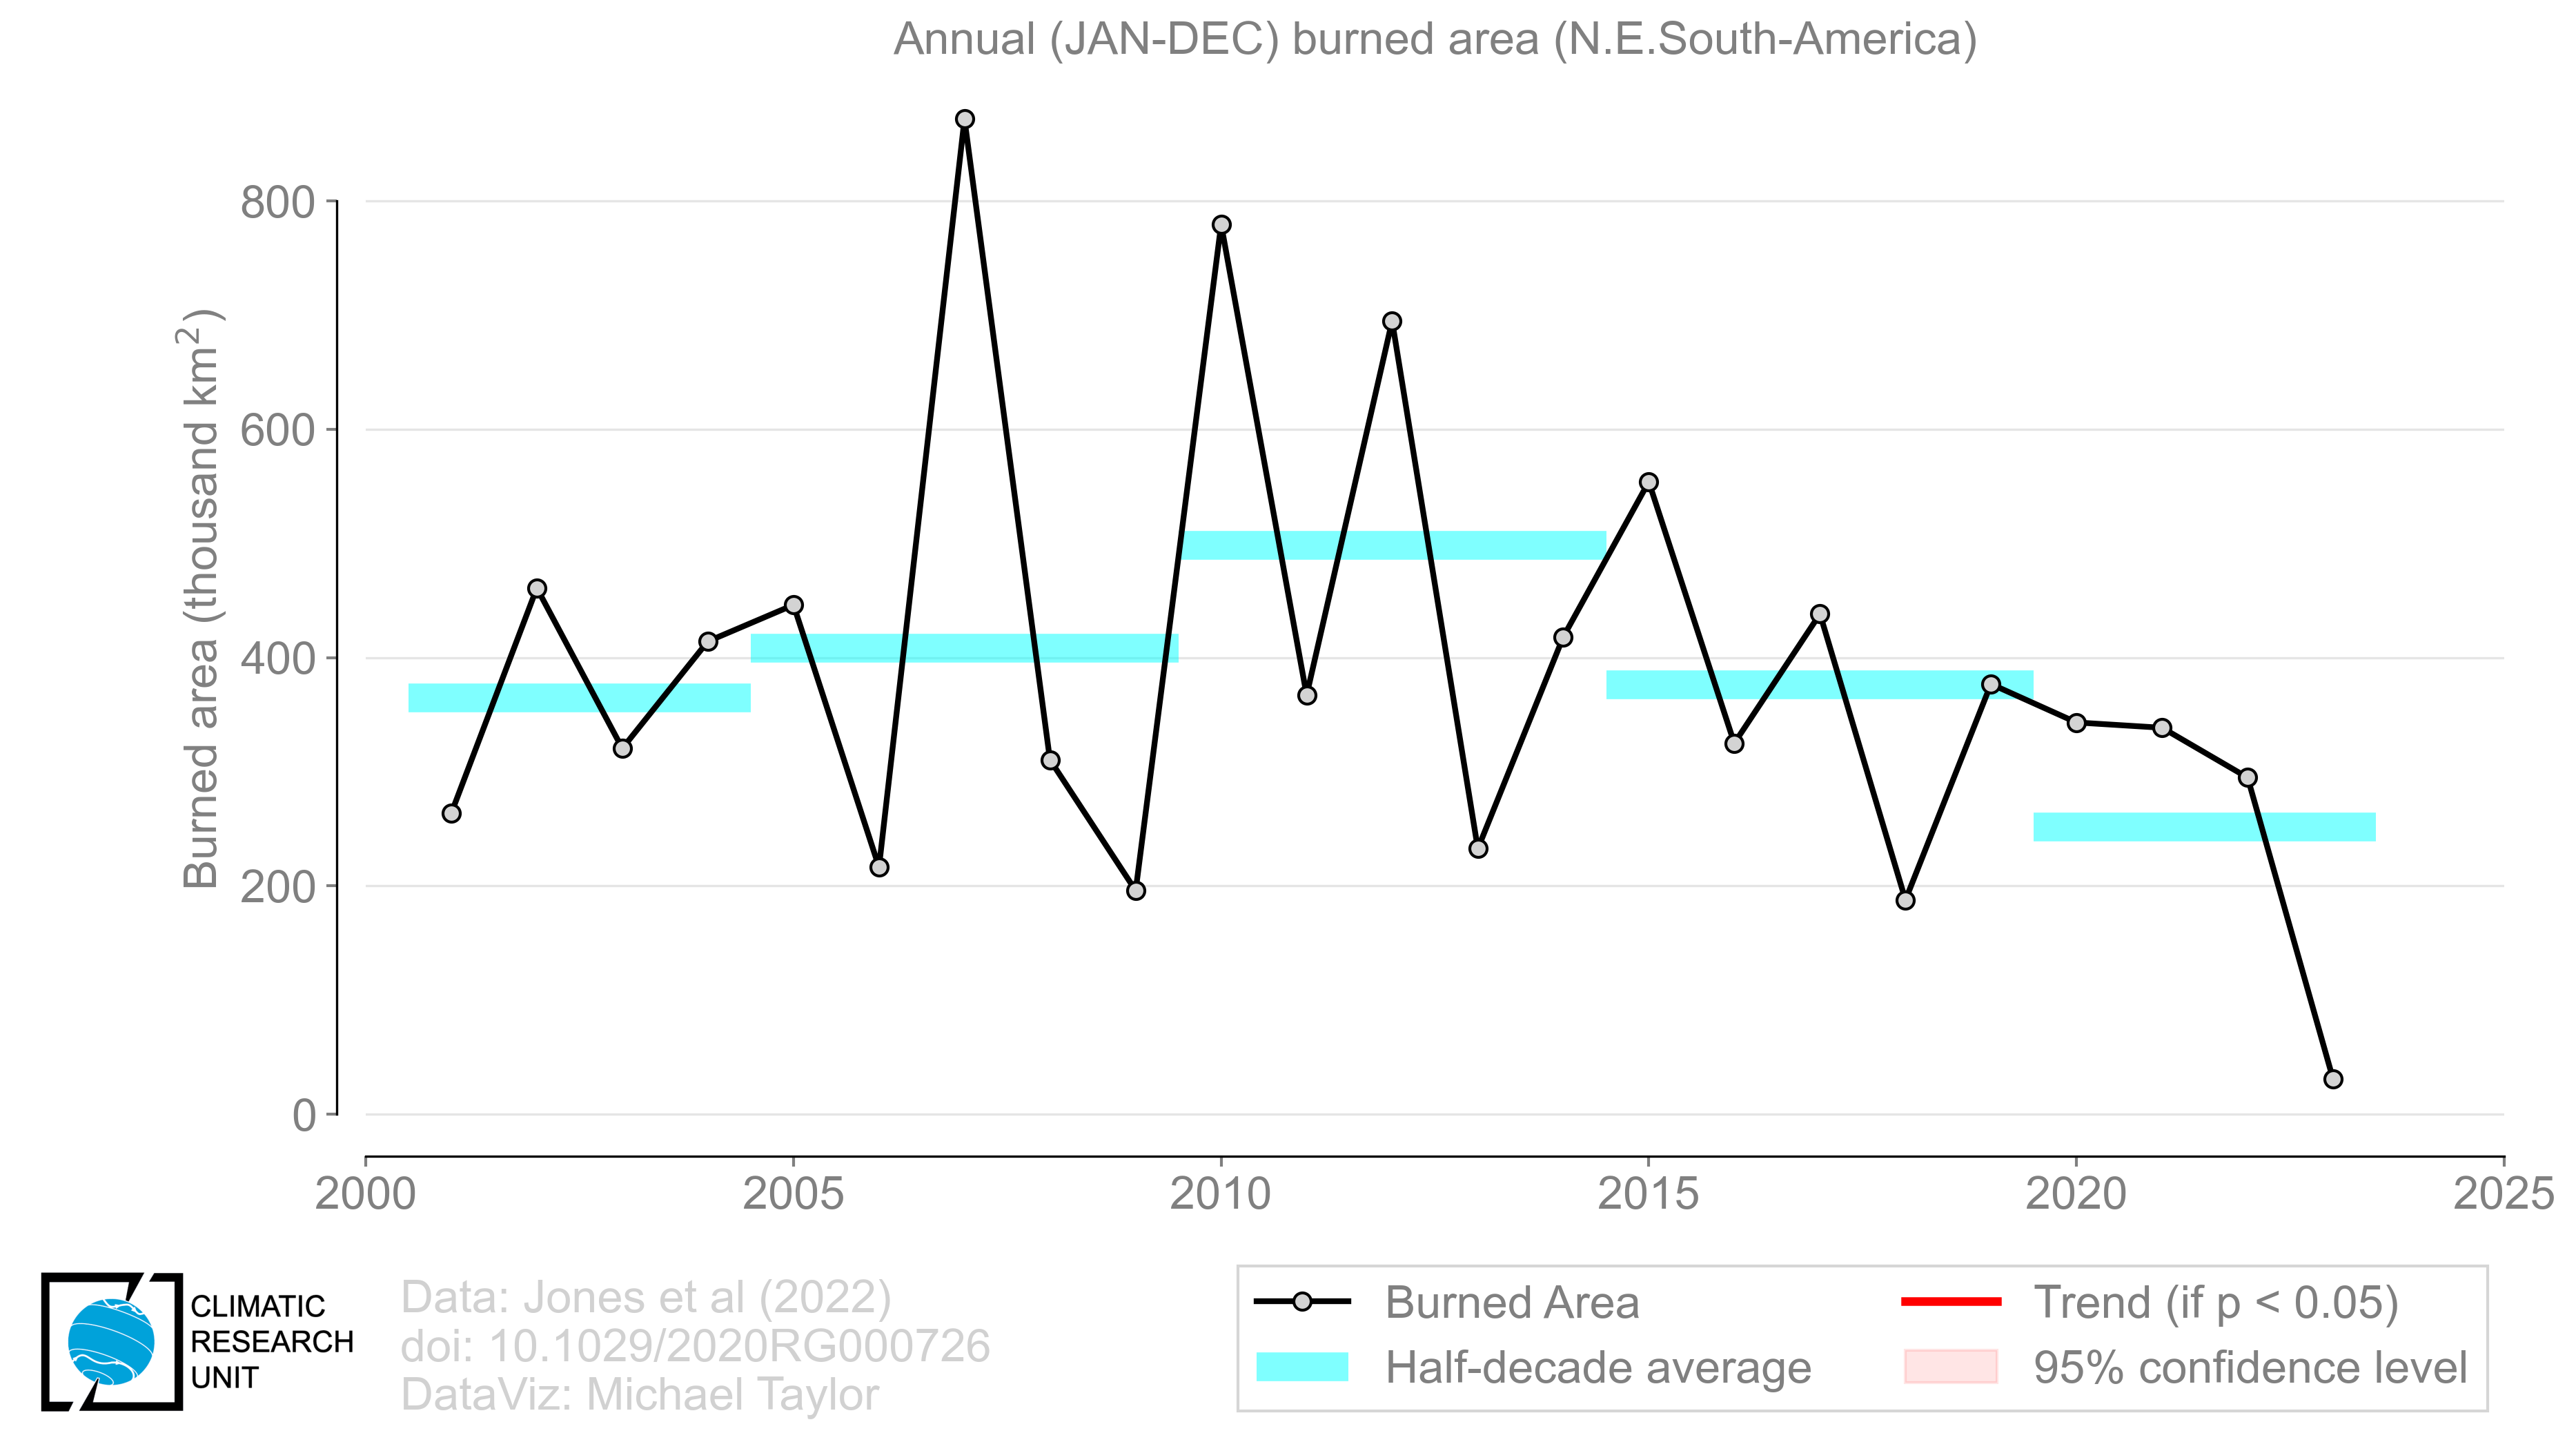 Annual (JAN-DEC) burned area (N.E.South-America)
Burned area (thousand km²)
800
600
400
200
0
2000 2005 2010 2015 2020 2025
CLIMATIC
RESEARCH
UNIT
Data: Jones et al (2022)
doi: 10.1029/2020RG000726
DataViz: Michael Taylor
Burned Area
Half-decade average
Trend (if p < 0.05)
95% confidence level